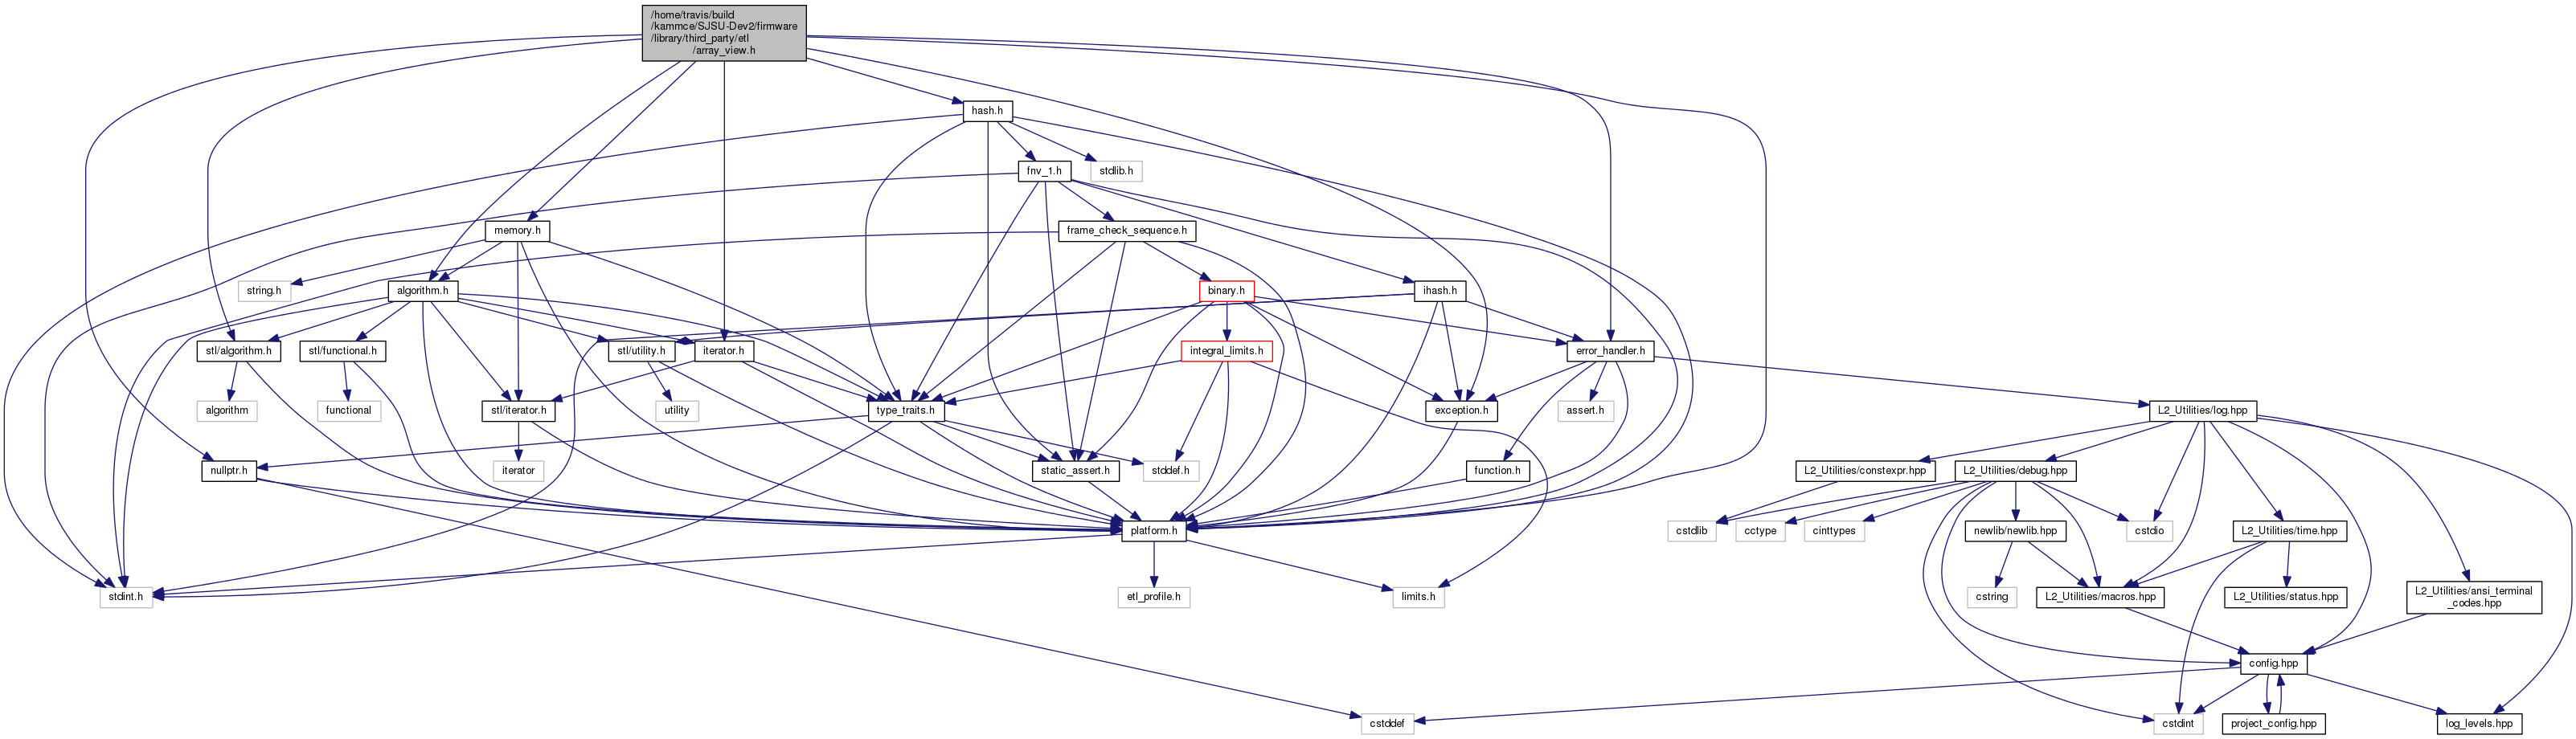 /home/travis/build
/kammce/SJSU-Dev2/firmware
/library/third_party/etl
/array_view.h
hash.h
fnv_1.h
stdlib.h
memory.h
frame_check_sequence.h
string.h
algorithm.h
binary.h
ihash.h
stl/algorithm.h
stl/functional.h
stl/utility.h
iterator.h
integral_limits.h
error_handler.h
algorithm
functional
stl/iterator.h
utility
type_traits.h
exception.h
assert.h
L2_Utilities/log.hpp
nullptr.h
iterator
static_assert.h
stddef.h
function.h
L2_Utilities/constexpr.hpp
L2_Utilities/debug.hpp
platform.h
cstdlib
cctype
cinttypes
newlib/newlib.hpp
cstdio
L2_Utilities/time.hpp
stdint.h
etl_profile.h
limits.h
cstring
L2_Utilities/macros.hpp
L2_Utilities/status.hpp
L2_Utilities/ansi_terminal
_codes.hpp
config.hpp
cstddef
cstdint
project_config.hpp
log_levels.hpp